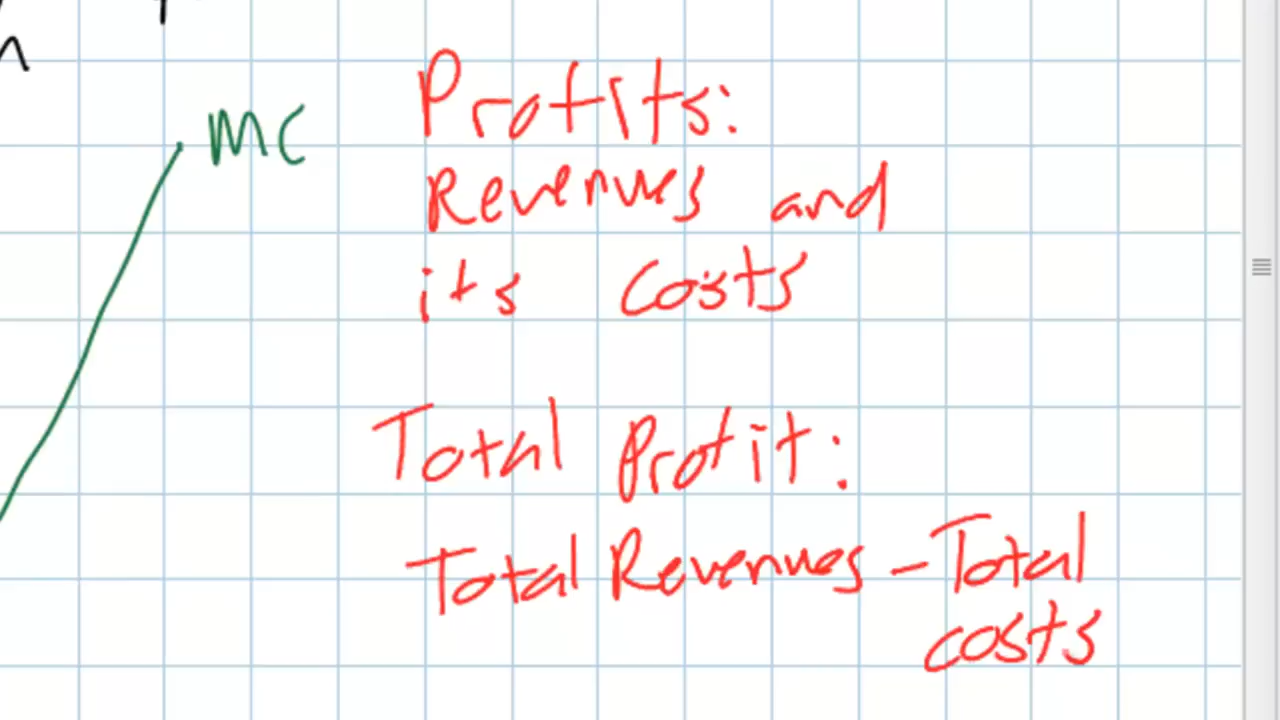 MC
Profits:
Revenues and
its costs
Total Profit:
Total Revenues - Total
costs